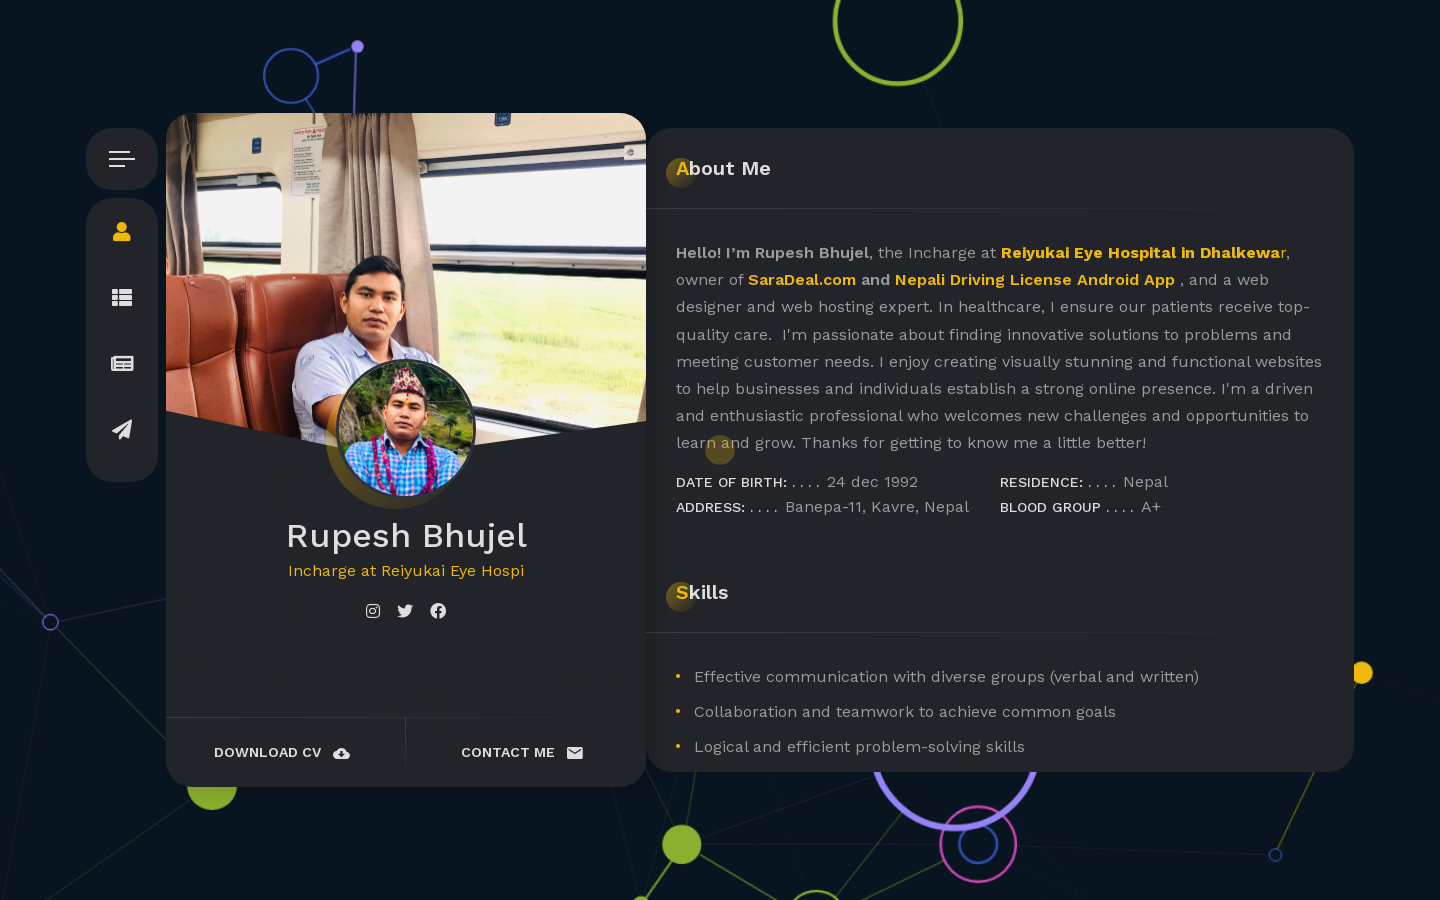 About Me
Hello! I’m Rupesh Bhujel, the Incharge at Reiyukai Eye Hospital in Dhalkewar,
owner of SaraDeal.com and Nepali Driving License Android App , and a web
designer and web hosting expert. In healthcare, I ensure our patients receive top-
quality care.  I'm passionate about finding innovative solutions to problems and
meeting customer needs. I enjoy creating visually stunning and functional websites
to help businesses and individuals establish a strong online presence. I'm a driven
and enthusiastic professional who welcomes new challenges and opportunities to
learn and grow. Thanks for getting to know me a little better!
DATE OF BIRTH: . . . . 24 dec 1992
RESIDENCE: . . . . Nepal
ADDRESS: . . . . Banepa-11, Kavre, Nepal
BLOOD GROUP . . . . A+
Rupesh Bhujel
Incharge at Reiyukai Eye Hospi
DOWNLOAD CV
CONTACT ME
Skills
• Effective communication with diverse groups (verbal and written)
• Collaboration and teamwork to achieve common goals
• Logical and efficient problem-solving skills